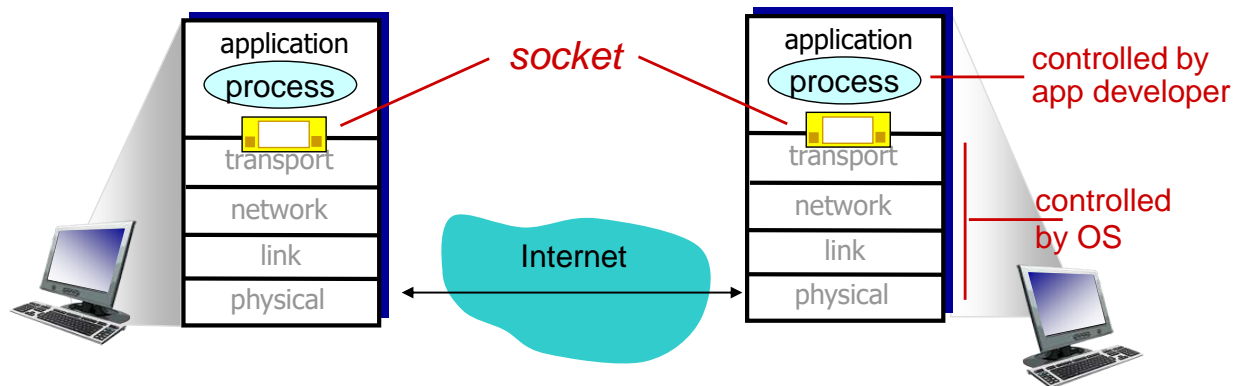 application
process
transport
network
link
physical
socket
Internet
application
process
transport
network
link
physical
controlled by
app developer
controlled
by OS